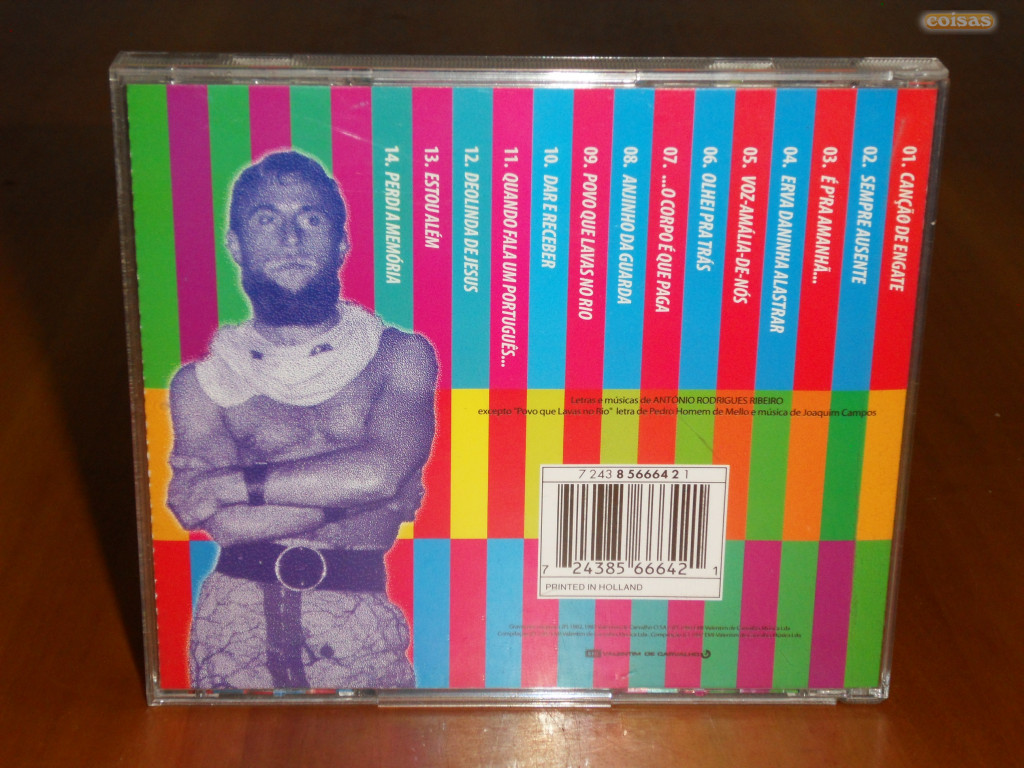 coisas
01. CANÇÃO DE ENGATE
02. SEMPRE AUSENTE
03. É P'RA AMANHÃ...
04. ERVA DANINHA ALASTRAR
05. VOZ-AMÁLIA-DE-NÓS
06. OLHEI PRA TRÁS
07. ...O CORPO É QUE PAGA
08. ANJINHO DA GUARDA
09. POVO QUE LAVAS NO RIO
10. DAR E RECEBER
11. QUANDO FALA UM PORTUGUÊS...
12. DEOLINDA DE JESUS
13. ESTOU ALÉM
14. PERDI A MEMÓRIA
Letras e músicas de ANTÓNIO RODRIGUES RIBEIRO
excepto "Povo que Lavas no Rio" letra de Pedro Homem de Mello e música de Joaquim Campos
7 243 8 56664 2 1
7 24385 66642 1
PRINTED IN HOLLAND
VALENTIM DE CARVALHO